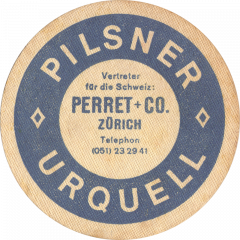 PILSNER
Vertreter
für die Schweiz:
PERRET + CO.
ZÜRICH
Telephon
(051) 23 29 41
URQUELL